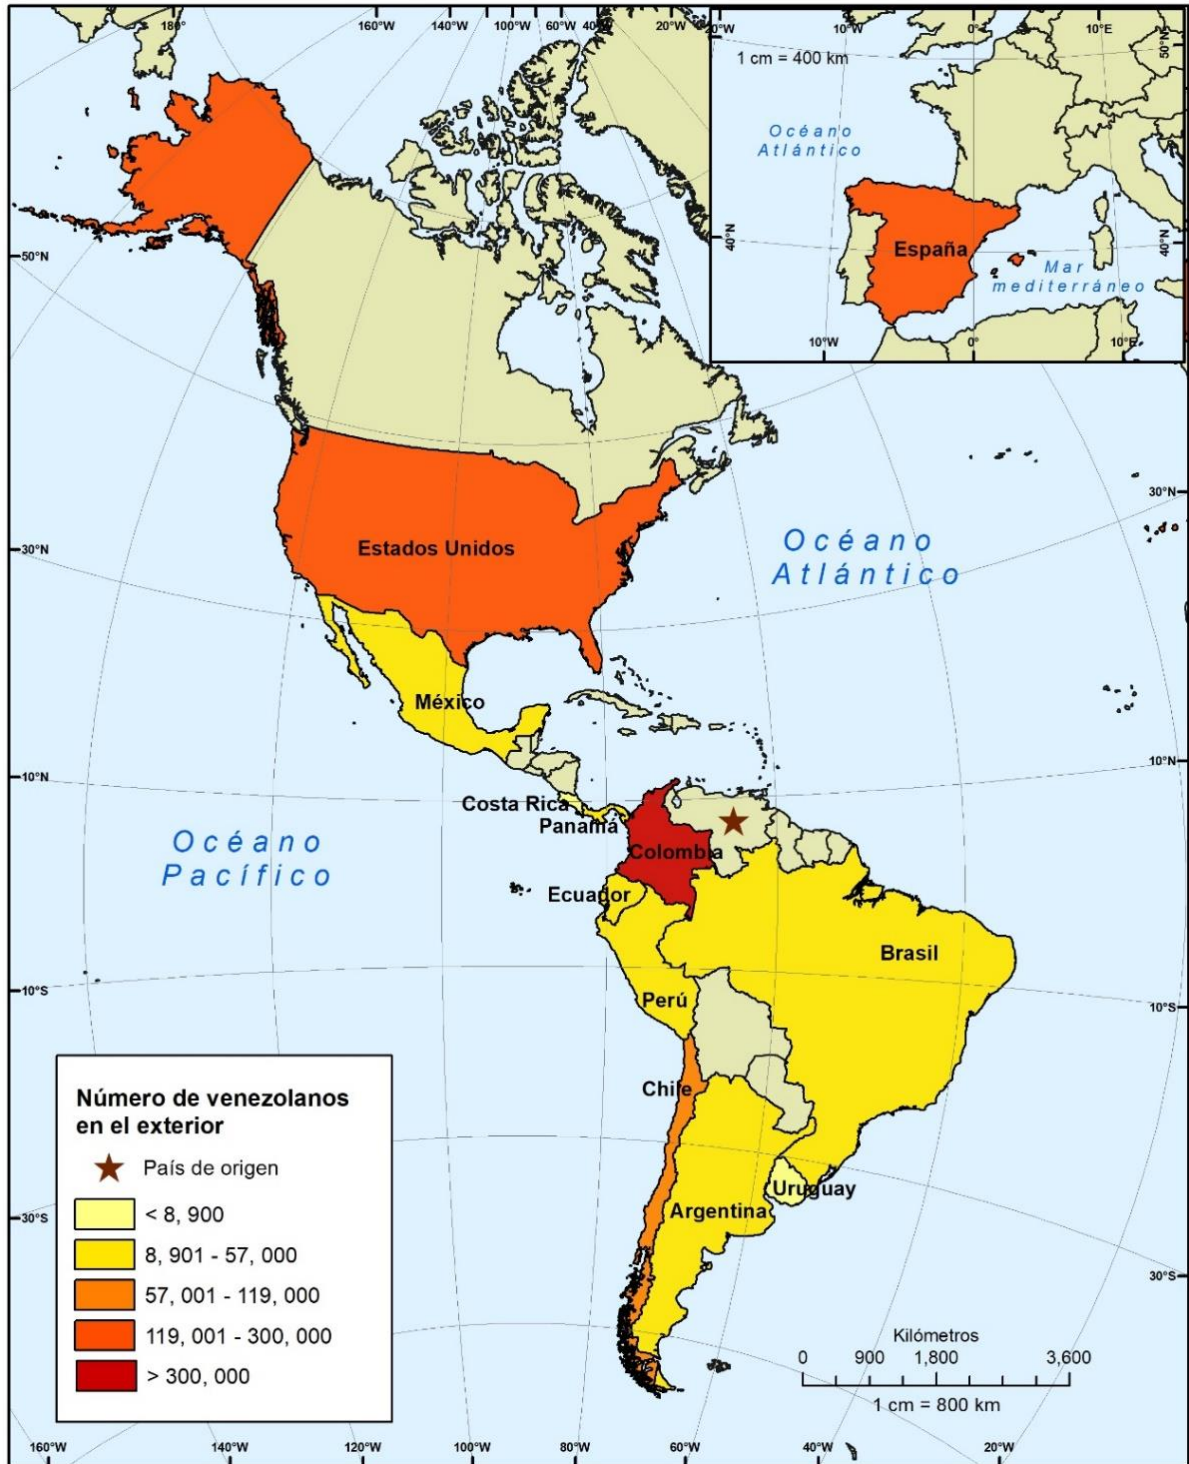 180°
160°W
140°W
120°W
100°W
80°W
60°W
40°W
20°W
10°W
0°
10°E
50°N
1 cm = 400 km
Océano
Atlántico
España
Mar
mediterráneo
40°N
40°N
10°W
0°
10°E
50°N
30°N
30°N
Estados Unidos
Océano
Atlántico
México
10°N
10°N
Costa Rica
Panamá
Océano
Pacífico
Colombia
Ecuador
Brasil
Perú
10°S
10°S
Chile
Uruguay
Argentina
30°S
30°S
Número de venezolanos
en el exterior
País de origen
< 8, 900
8, 901 - 57, 000
57, 001 - 119, 000
119, 001 - 300, 000
> 300, 000
Kilómetros
0 900 1,800 3,600
1 cm = 800 km
160°W 140°W 120°W 100°W 80°W 60°W 40°W 20°W